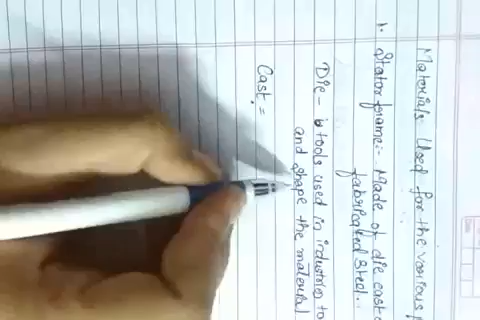 Materials Used for the various
1. Stator frame:- Made of die cast
fabricated steel..
Die - is tools used in industries to
and shape the material
Cast =